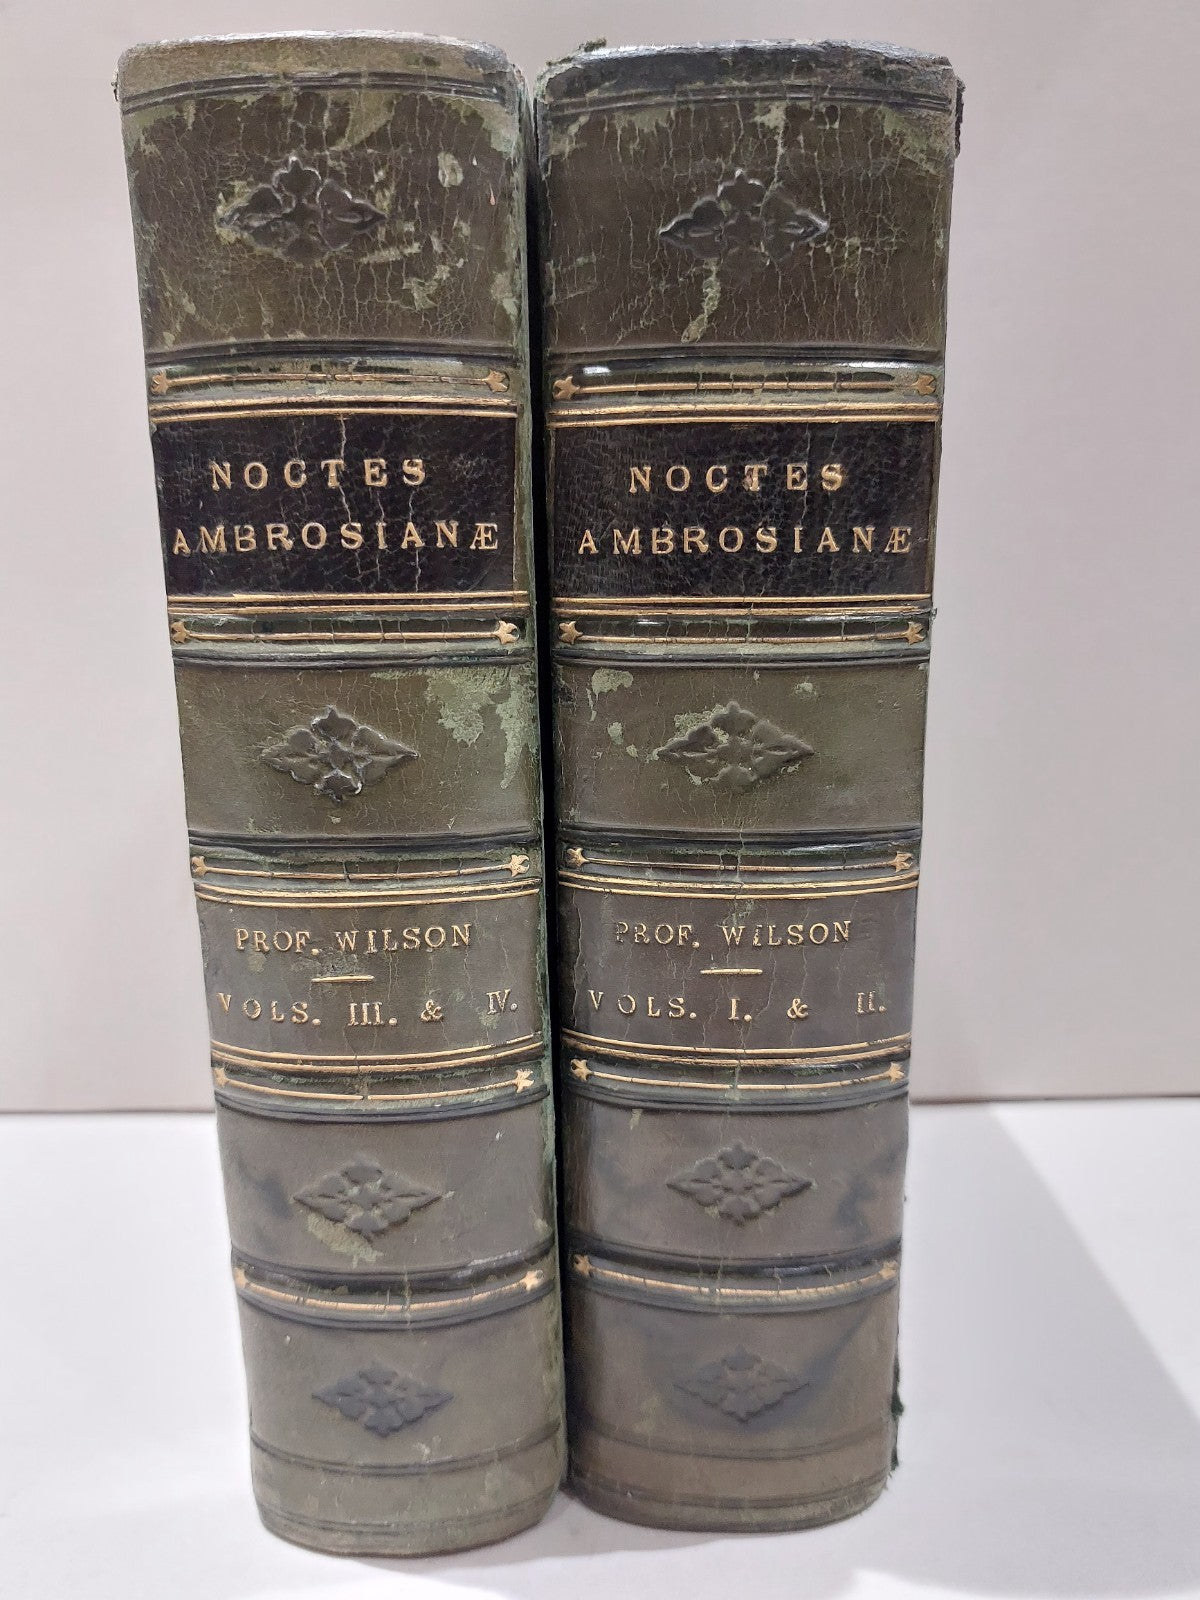 NOCTES
AMBROSIANÆ
PROF. WILSON
VOLS. III. & IV.
NOCTES
AMBROSIANÆ
PROF. WILSON
VOLS. I. & II.